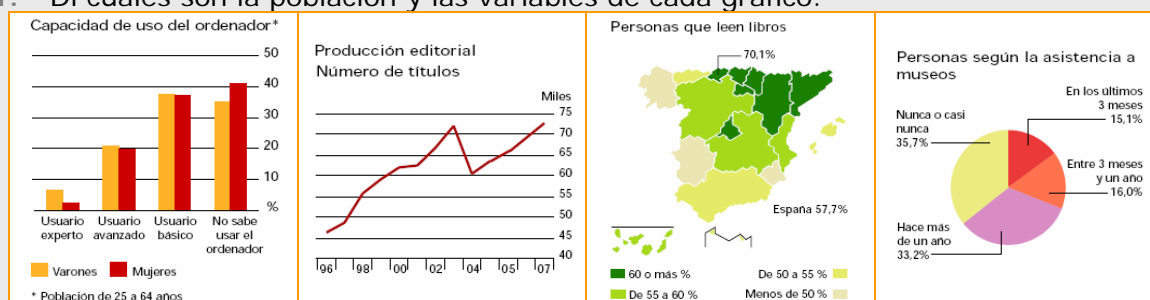 Di cuáles son la población y las variables de cada gráfico.
Capacidad de uso del ordenador*
50
40
30
20
10
%
Usuario experto
Usuario avanzado
Usuario básico
No sabe usar el ordenador
Varones
Mujeres
* Población de 25 a 64 años
Producción editorial
Número de títulos
Miles
75
70
65
60
55
50
45
40
96 98 00 02 04 05 07
Personas que leen libros
70,1%
España 57,7%
60 o más %
De 50 a 55 %
De 55 a 60 %
Menos de 50 %
Personas según la asistencia a
museos
En los últimos
3 meses
15,1%
Nunca o casi
nunca
35,7%
Entre 3 meses
y un año
16,0%
Hace más
de un año
33,2%